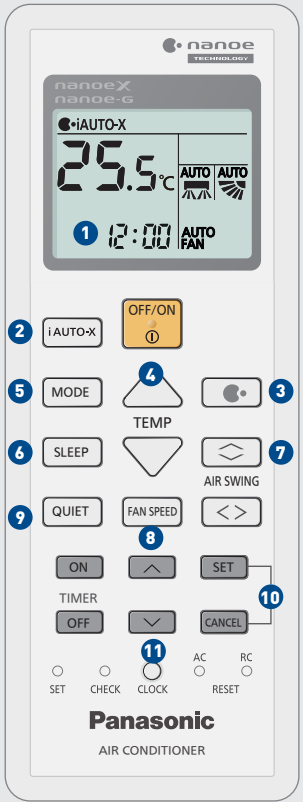 nanoe
TECHNOLOGY
nanoe X
nanoe-G
iAUTO-X
25.5℃
AUTO AUTO
1 12:00 AUTO
FAN
2 iAUTO-X
OFF/ON
5 MODE
4
3
TEMP
6 SLEEP
7
AIR SWING
9 QUIET
FAN SPEED
8
ON
SET
TIMER
10
OFF
CANCEL
11
AC RC
SET CHECK CLOCK RESET
Panasonic
AIR CONDITIONER